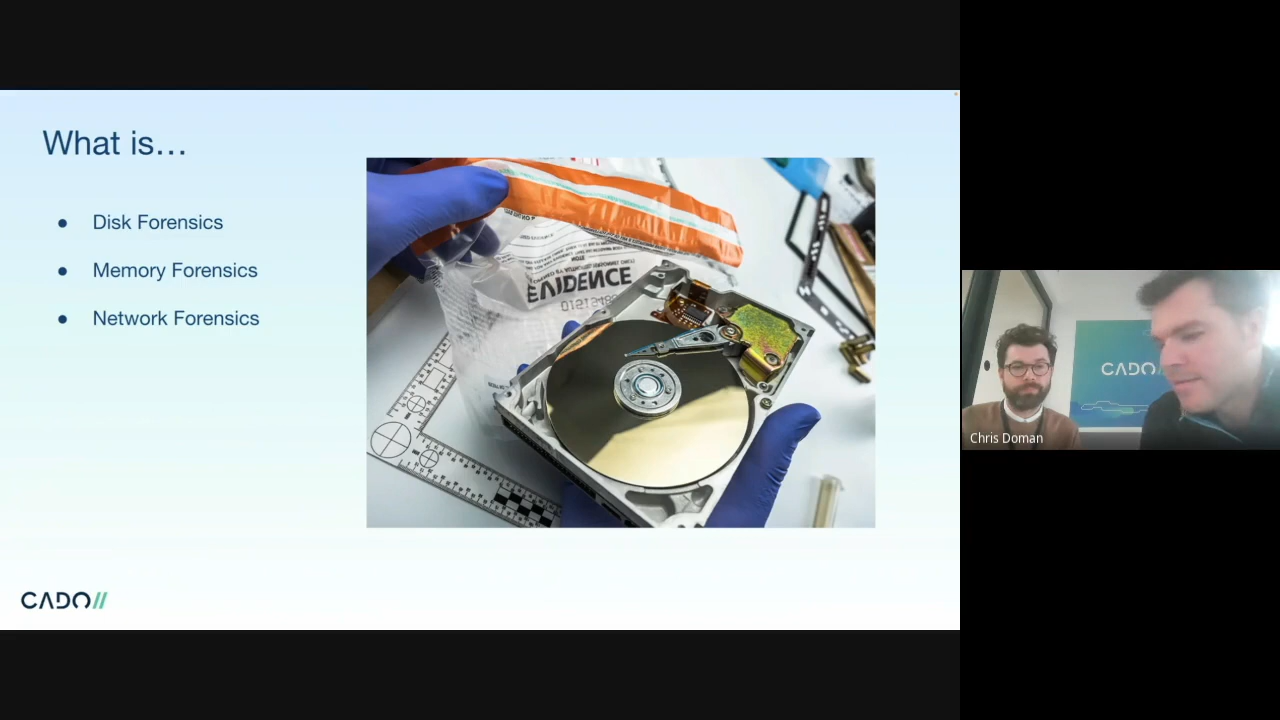 What is…
● Disk Forensics
● Memory Forensics
● Network Forensics
EVIDENCE
CADO//
CADO
Chris Doman